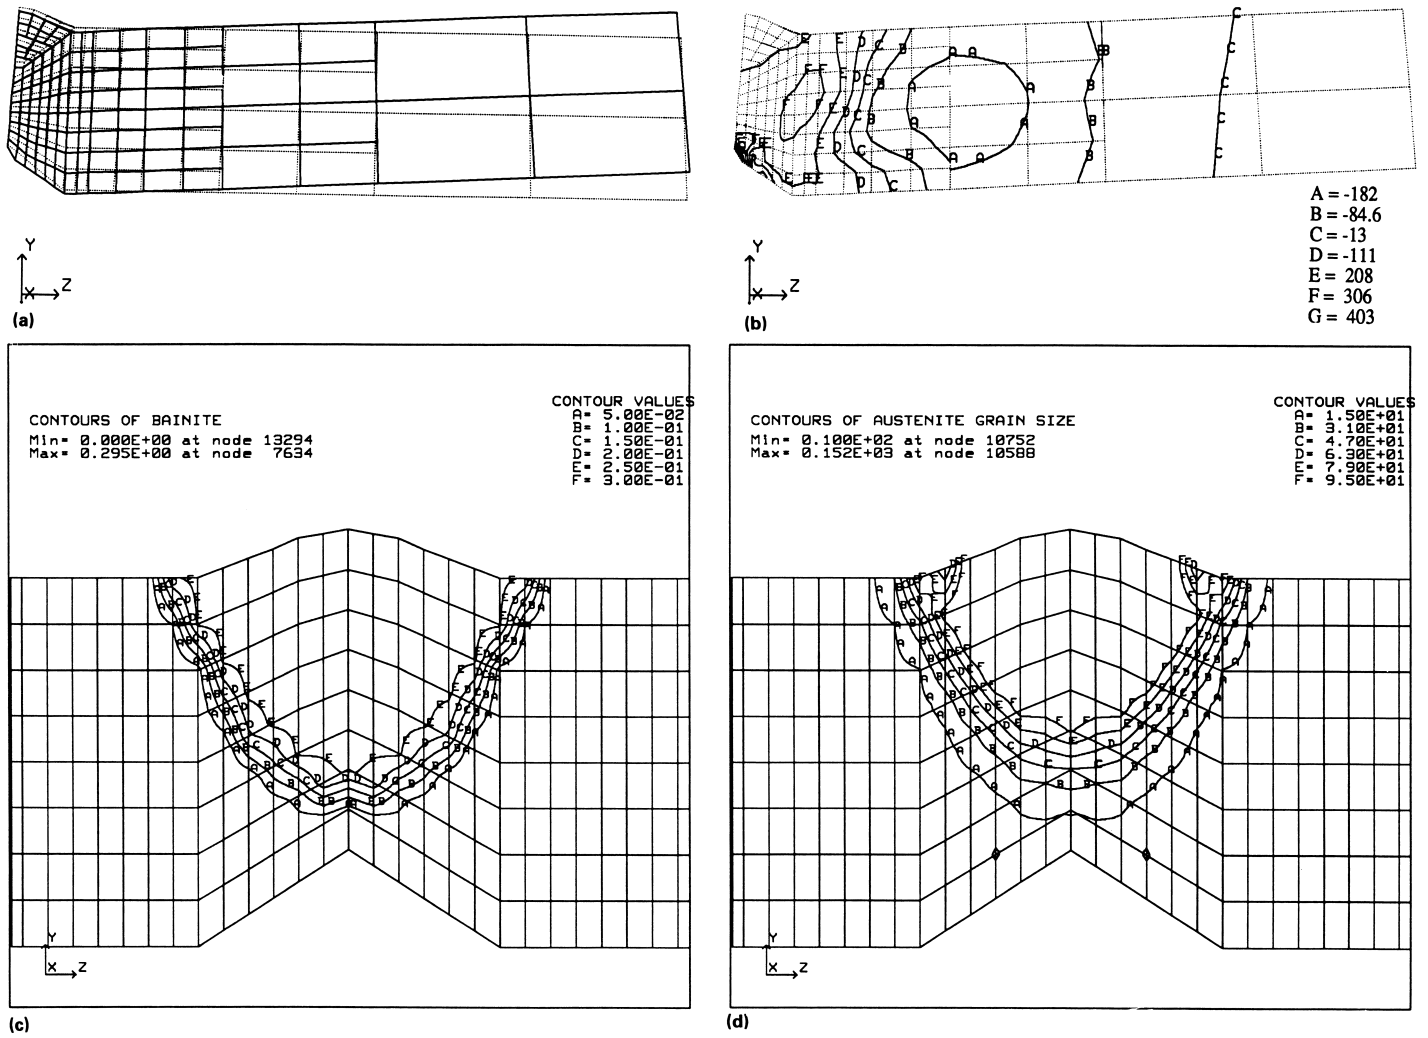 A = -182
B = -84.6
C = -13
D = -111
E = 208
F = 306
G = 403
Y
X Z
(a)
Y
X Z
(b)
CONTOURS OF BAINITE
Min= 0.000E+00 at node 13294
Max= 0.295E+00 at node 7634
CONTOUR VALUES
A= 5.00E-02
B= 1.00E-01
C= 1.50E-01
D= 2.00E-01
E= 2.50E-01
F= 3.00E-01
Y
X Z
(c)
CONTOURS OF AUSTENITE GRAIN SIZE
Min= 0.100E+02 at node 10752
Max= 0.152E+03 at node 10588
CONTOUR VALUES
A= 1.50E+01
B= 3.10E+01
C= 4.70E+01
D= 6.30E+01
E= 7.90E+01
F= 9.50E+01
Y
X Z
(d)